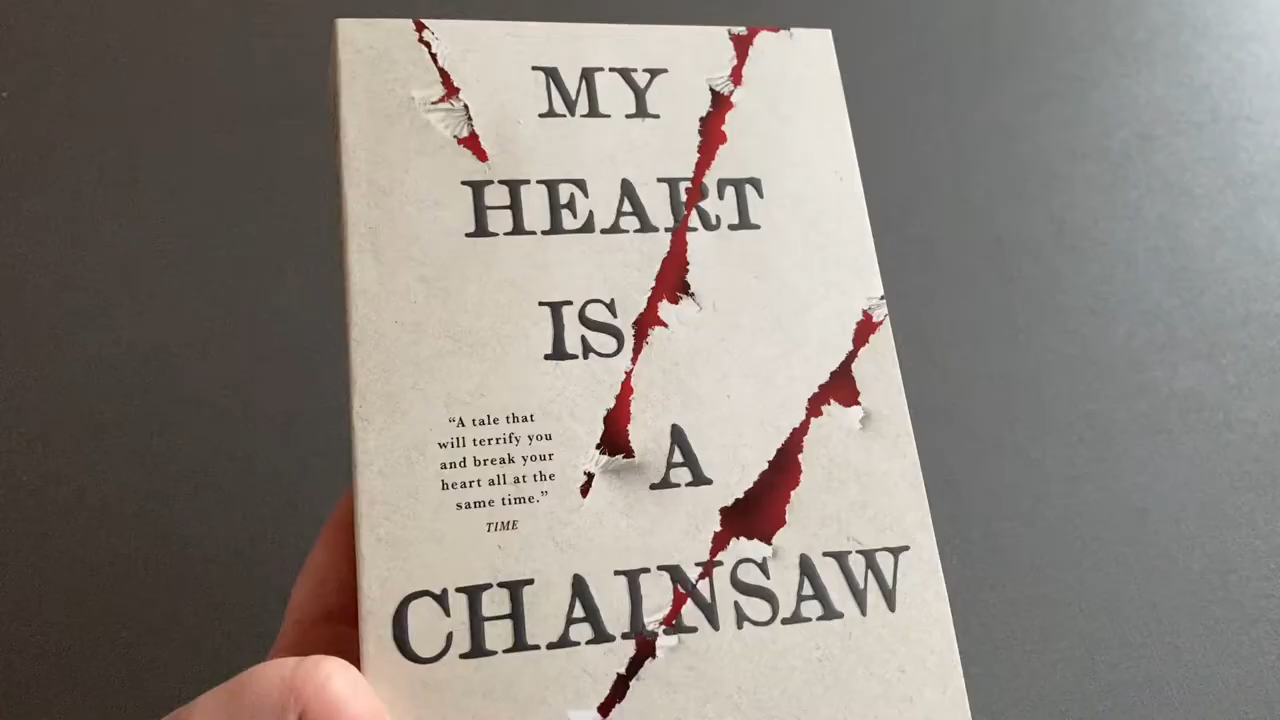 MY
HEART
IS
A
CHAINSAW
“A tale that
will terrify you
and break your
heart all at the
same time.”
TIME